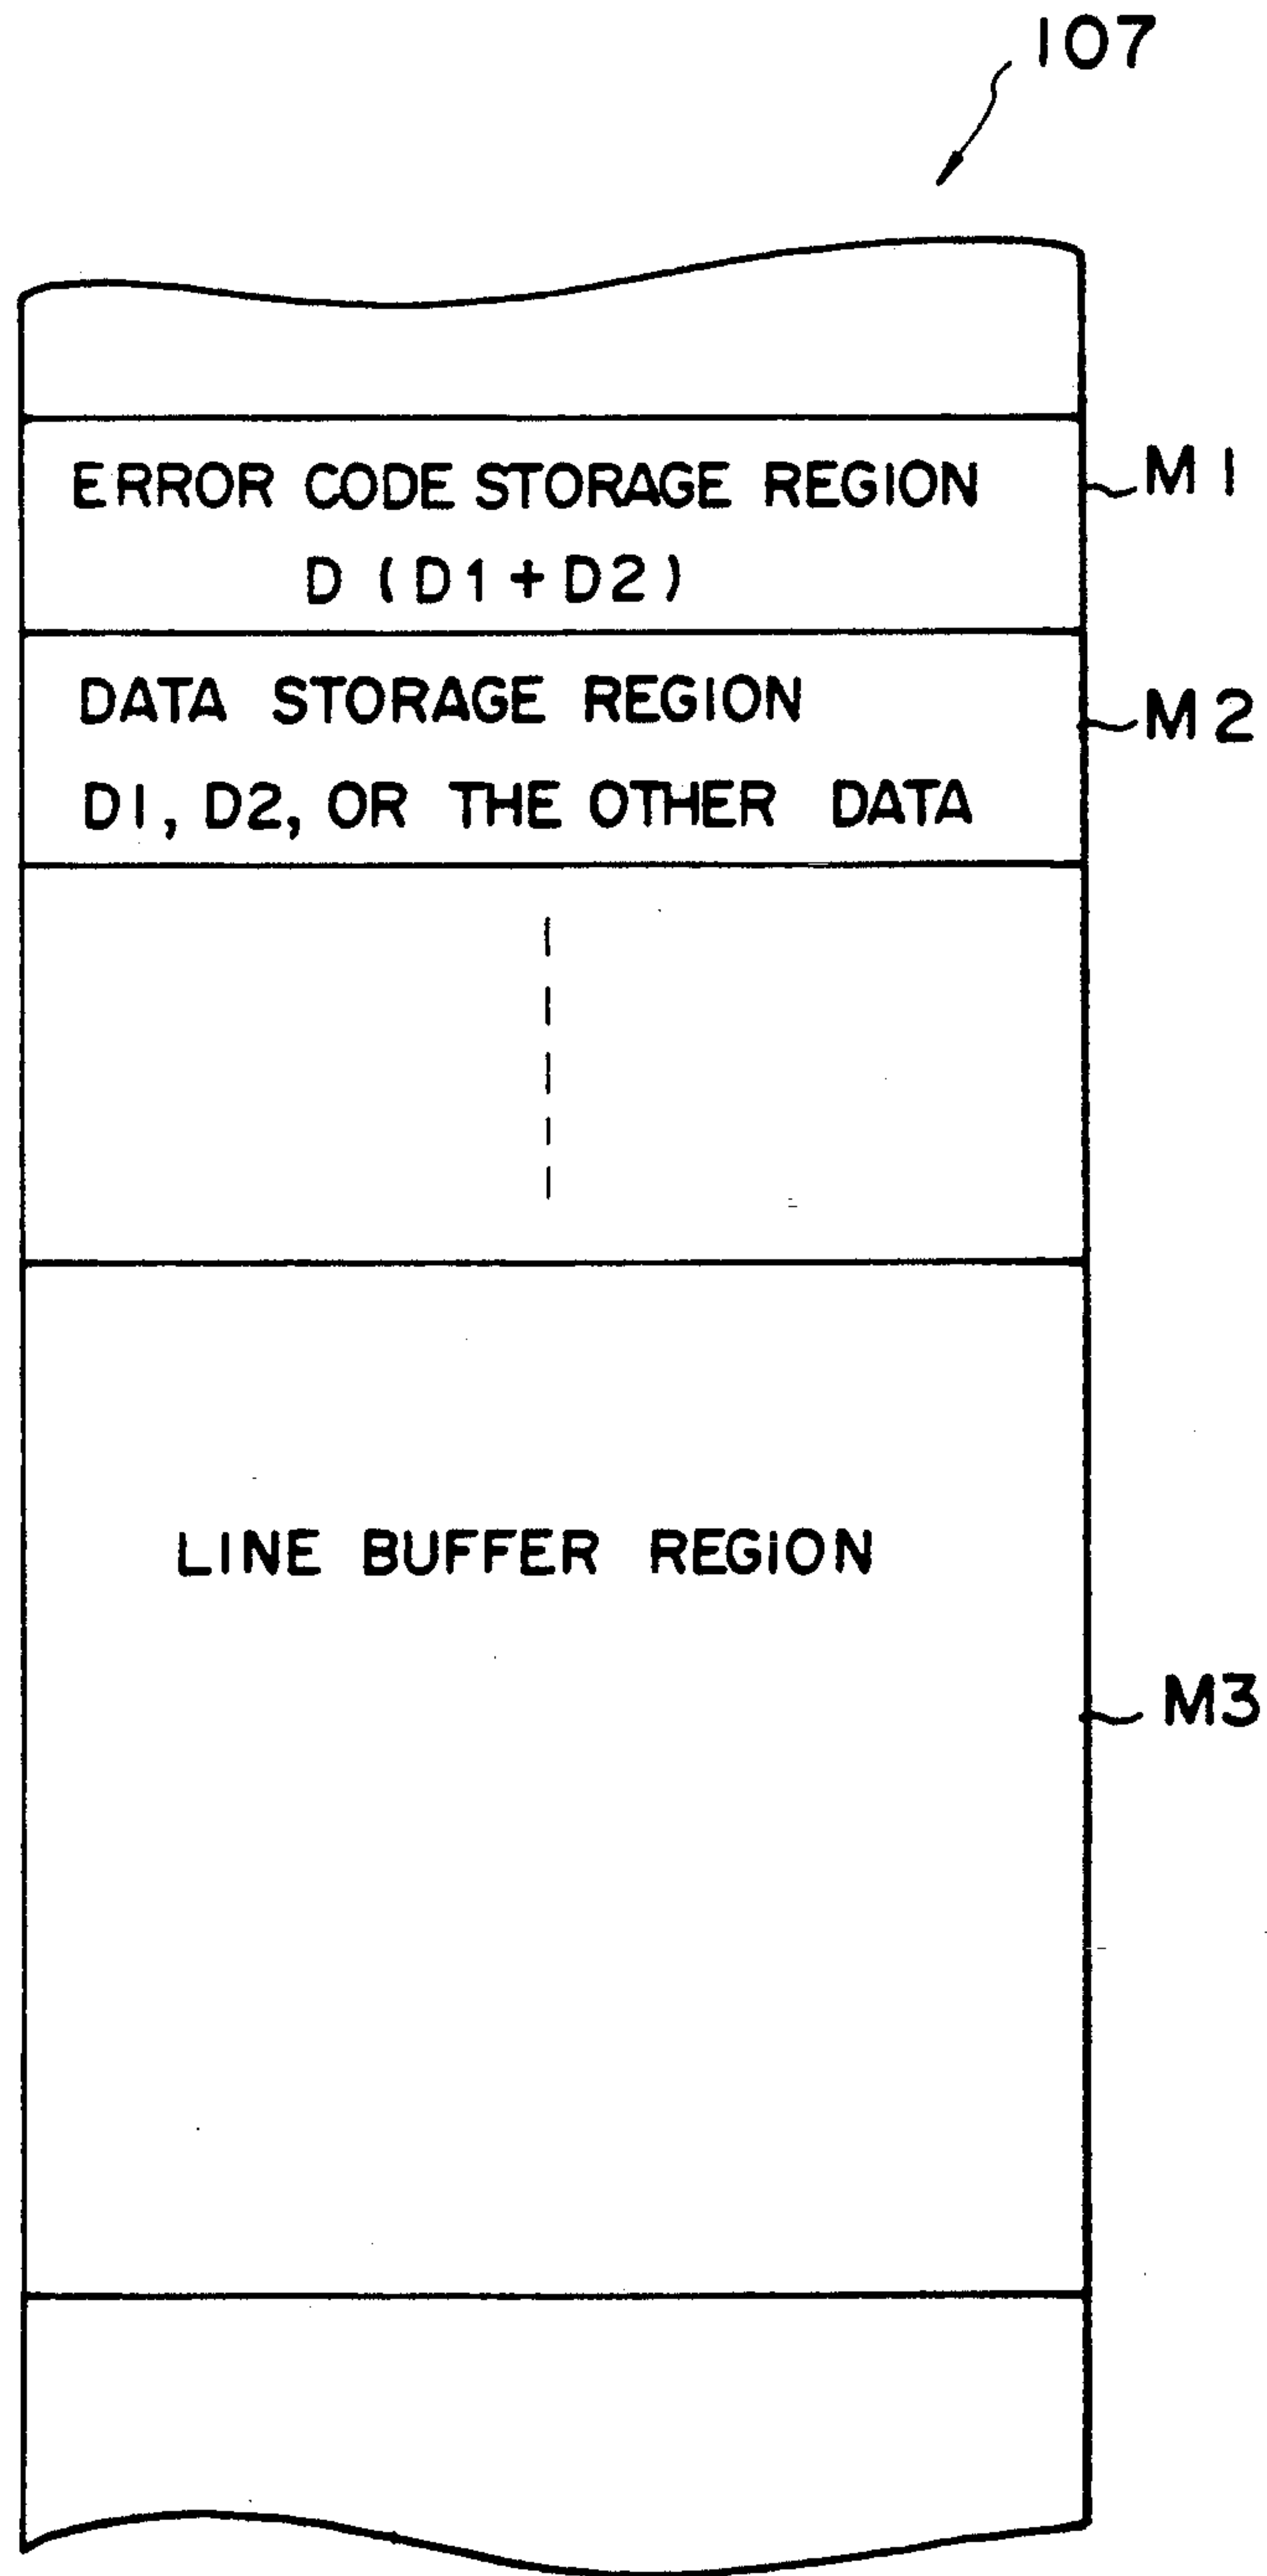 107
ERROR CODE STORAGE REGION
D (D1+D2)
M1
DATA STORAGE REGION
M2
D1, D2, OR THE OTHER DATA
LINE BUFFER REGION
M3